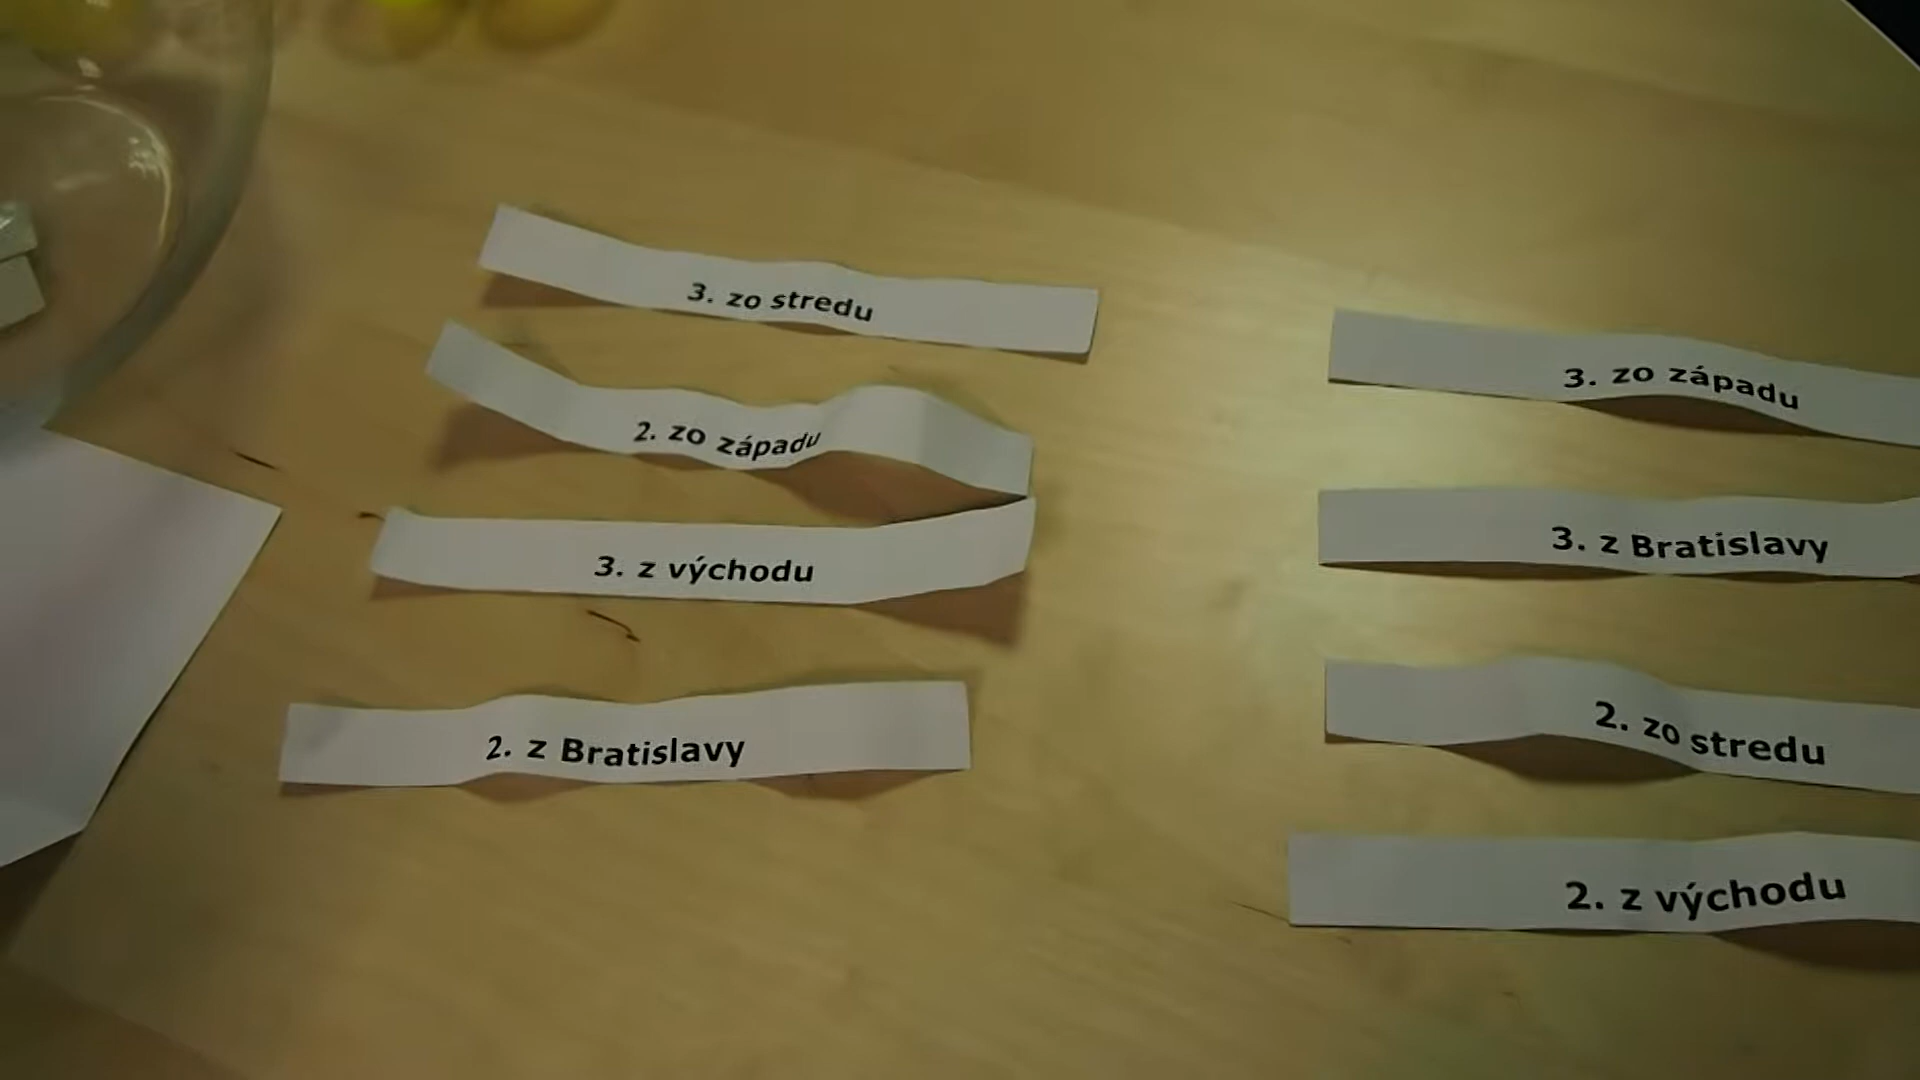 3. zo stredu
2. zo západu
3. z východu
2. z Bratislavy
3. zo západu
3. z Bratislavy
2. zo stredu
2. z východu